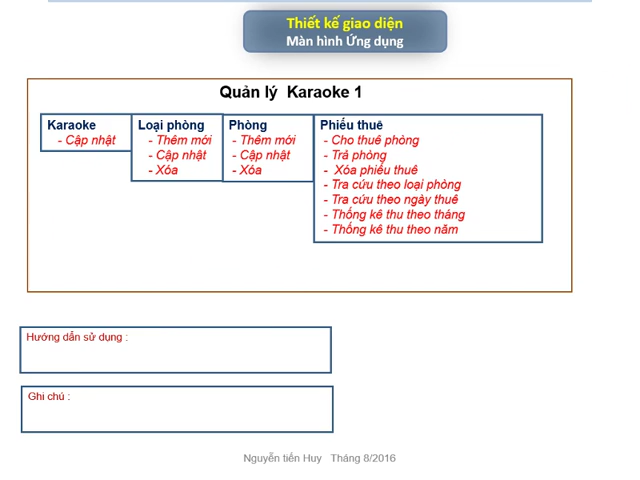 Thiết kế giao diện
Màn hình Ứng dụng
Quản lý Karaoke 1
Karaoke
- Cập nhật
Loại phòng
- Thêm mới
- Cập nhật
- Xóa
Phòng
- Thêm mới
- Cập nhật
- Xóa
Phiếu thuê
- Cho thuê phòng
- Trả phòng
- Xóa phiếu thuê
- Tra cứu theo loại phòng
- Tra cứu theo ngày thuê
- Thống kê thu theo tháng
- Thống kê thu theo năm
Hướng dẫn sử dụng :
Ghi chú :
Nguyễn tiến Huy Tháng 8/2016